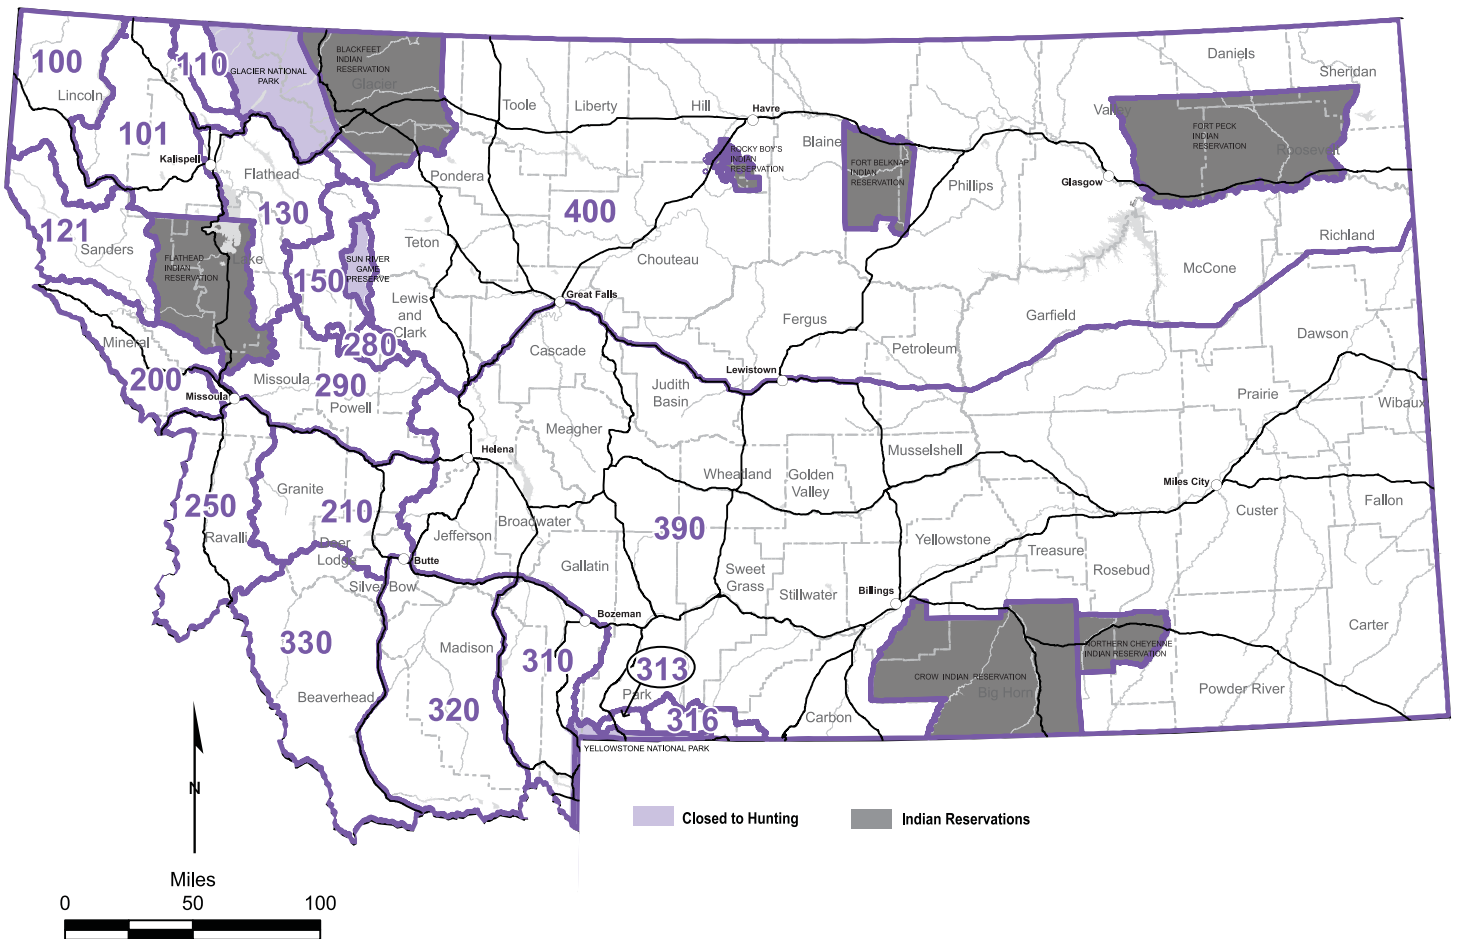 100
110
GLACIER NATIONAL
PARK
BLACKFEET
INDIAN
RESERVATION
Glacier
Lincoln
101
Kalispell
Flathead
Toole
Liberty
Hill
Havre
Blaine
ROCKY BOY'S
INDIAN
RESERVATION
FORT BELKNAP
INDIAN
RESERVATION
Phillips
Glasgow
Valley
Daniels
Sheridan
FORT PECK
INDIAN
RESERVATION
Roosevelt
Richland
Pondera
400
130
121
Sanders
FLATHEAD
INDIAN
RESERVATION
Lake
150
SUN RIVER
GAME
PRESERVE
Teton
Lewis
and
Clark
280
Chouteau
Great Falls
Fergus
McCone
Garfield
Petroleum
Dawson
Mineral
200
Missoula
Missoula
290
Powell
Cascade
Judith
Basin
Lewistown
Prairie
Wibaux
Meagher
Helena
Wheatland
Golden
Valley
Musselshell
Miles City
Custer
Fallon
250
Ravalli
Granite
210
Deer
Lodge
Butte
Silver Bow
Jefferson
Broadwater
Gallatin
390
Sweet
Grass
Stillwater
Yellowstone
Treasure
Rosebud
Billings
Carter
330
Beaverhead
Madison
320
310
Bozeman
313
Park
316
Carbon
CROW INDIAN RESERVATION
Big Horn
NORTHERN CHEYENNE
INDIAN RESERVATION
Powder River
YELLOWSTONE NATIONAL PARK
N
Closed to Hunting
Indian Reservations
Miles
0 50 100